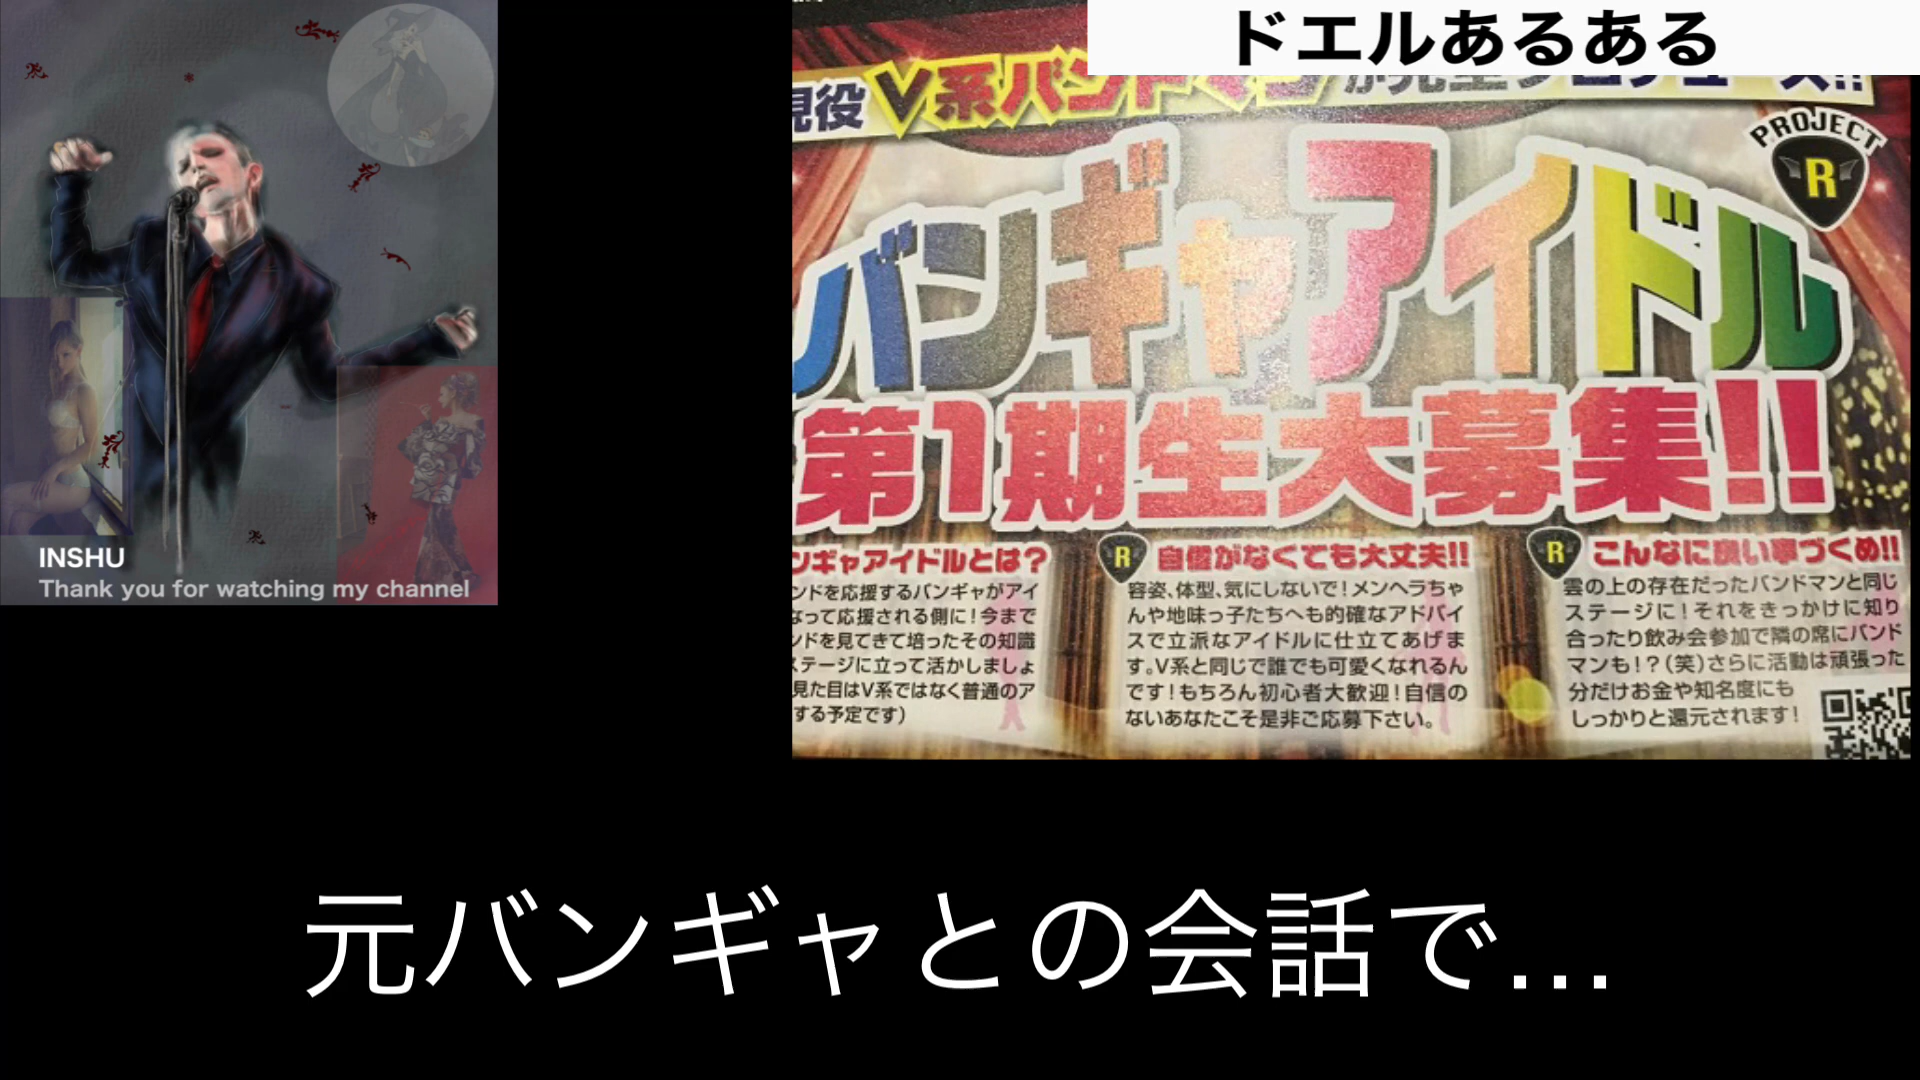 ドエルあるある
現役V系バンドマンが完全プロデュース!!
PROJECT
R
バンギャアイドル
第1期生大募集!!
ンギャアイドルとは?
ンドを応援するバンギャがアイ
なって応援される側に!今まで
ンドを見てきて培ったその知識
ステージに立って活かしましょ
見た目はV系ではなく普通のア
する予定です)
R
自信がなくても大丈夫!!
容姿、体型、気にしないで!メンヘラちゃ
んや地味っ子たちへも的確なアドバイ
スで立派なアイドルに仕立てあげま
す。V系と同じで誰でも可愛くなれるん
です!もちろん初心者大歓迎!自信の
ないあなたこそ是非ご応募下さい。
R
こんなに良い事づくめ!!
雲の上の存在だったバンドマンと同じ
ステージに!それをきっかけに知り
合ったり飲み会参加で隣の席にバンド
マンも!?(笑)さらに活動は頑張った
分だけお金や知名度にも
しっかりと還元されます!
INSHU
Thank you for watching my channel
元バンギャとの会話で...